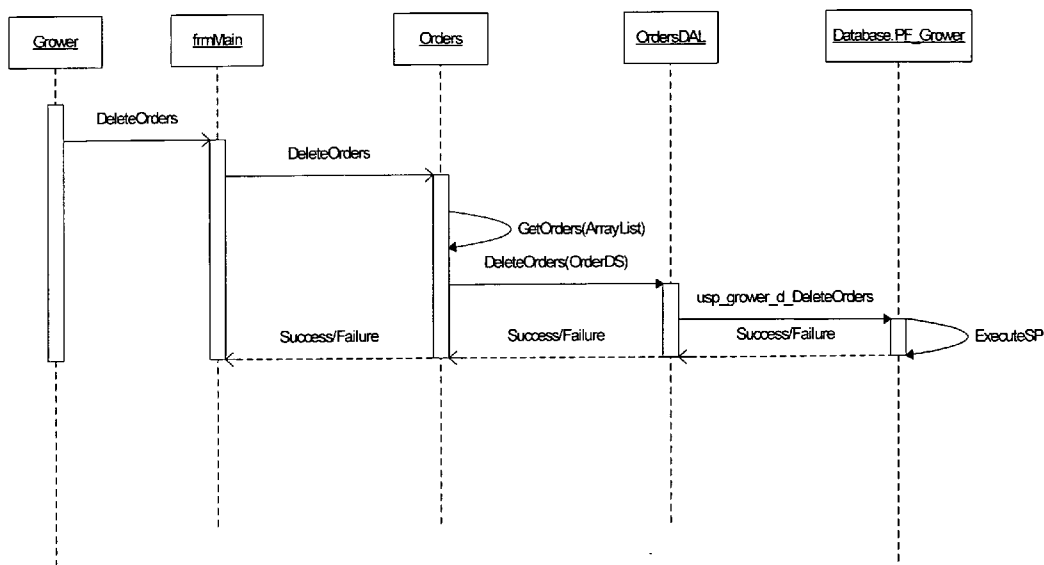 Grower
frmMain
Orders
OrdersDAL
Database.PF_Grower
DeleteOrders
DeleteOrders
GetOrders(ArrayList)
DeleteOrders(OrderDS)
usp_grower_d_DeleteOrders
Success/Failure
Success/Failure
Success/Failure
ExecuteSP